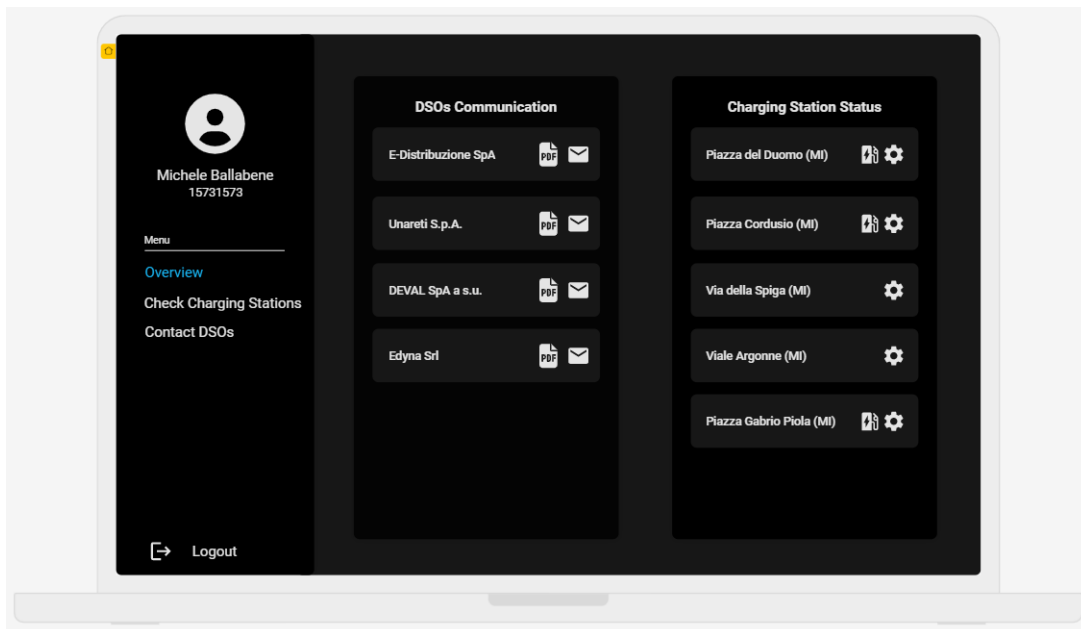 Michele Ballabene
15731573
Menu
Overview
Check Charging Stations
Contact DSOs
Logout
DSOs Communication
E-Distribuzione SpA
PDF
Unareti S.p.A.
PDF
DEVAL SpA a s.u.
PDF
Edyna Srl
PDF
Charging Station Status
Piazza del Duomo (MI)
Piazza Cordusio (MI)
Via della Spiga (MI)
Viale Argonne (MI)
Piazza Gabrio Piola (MI)